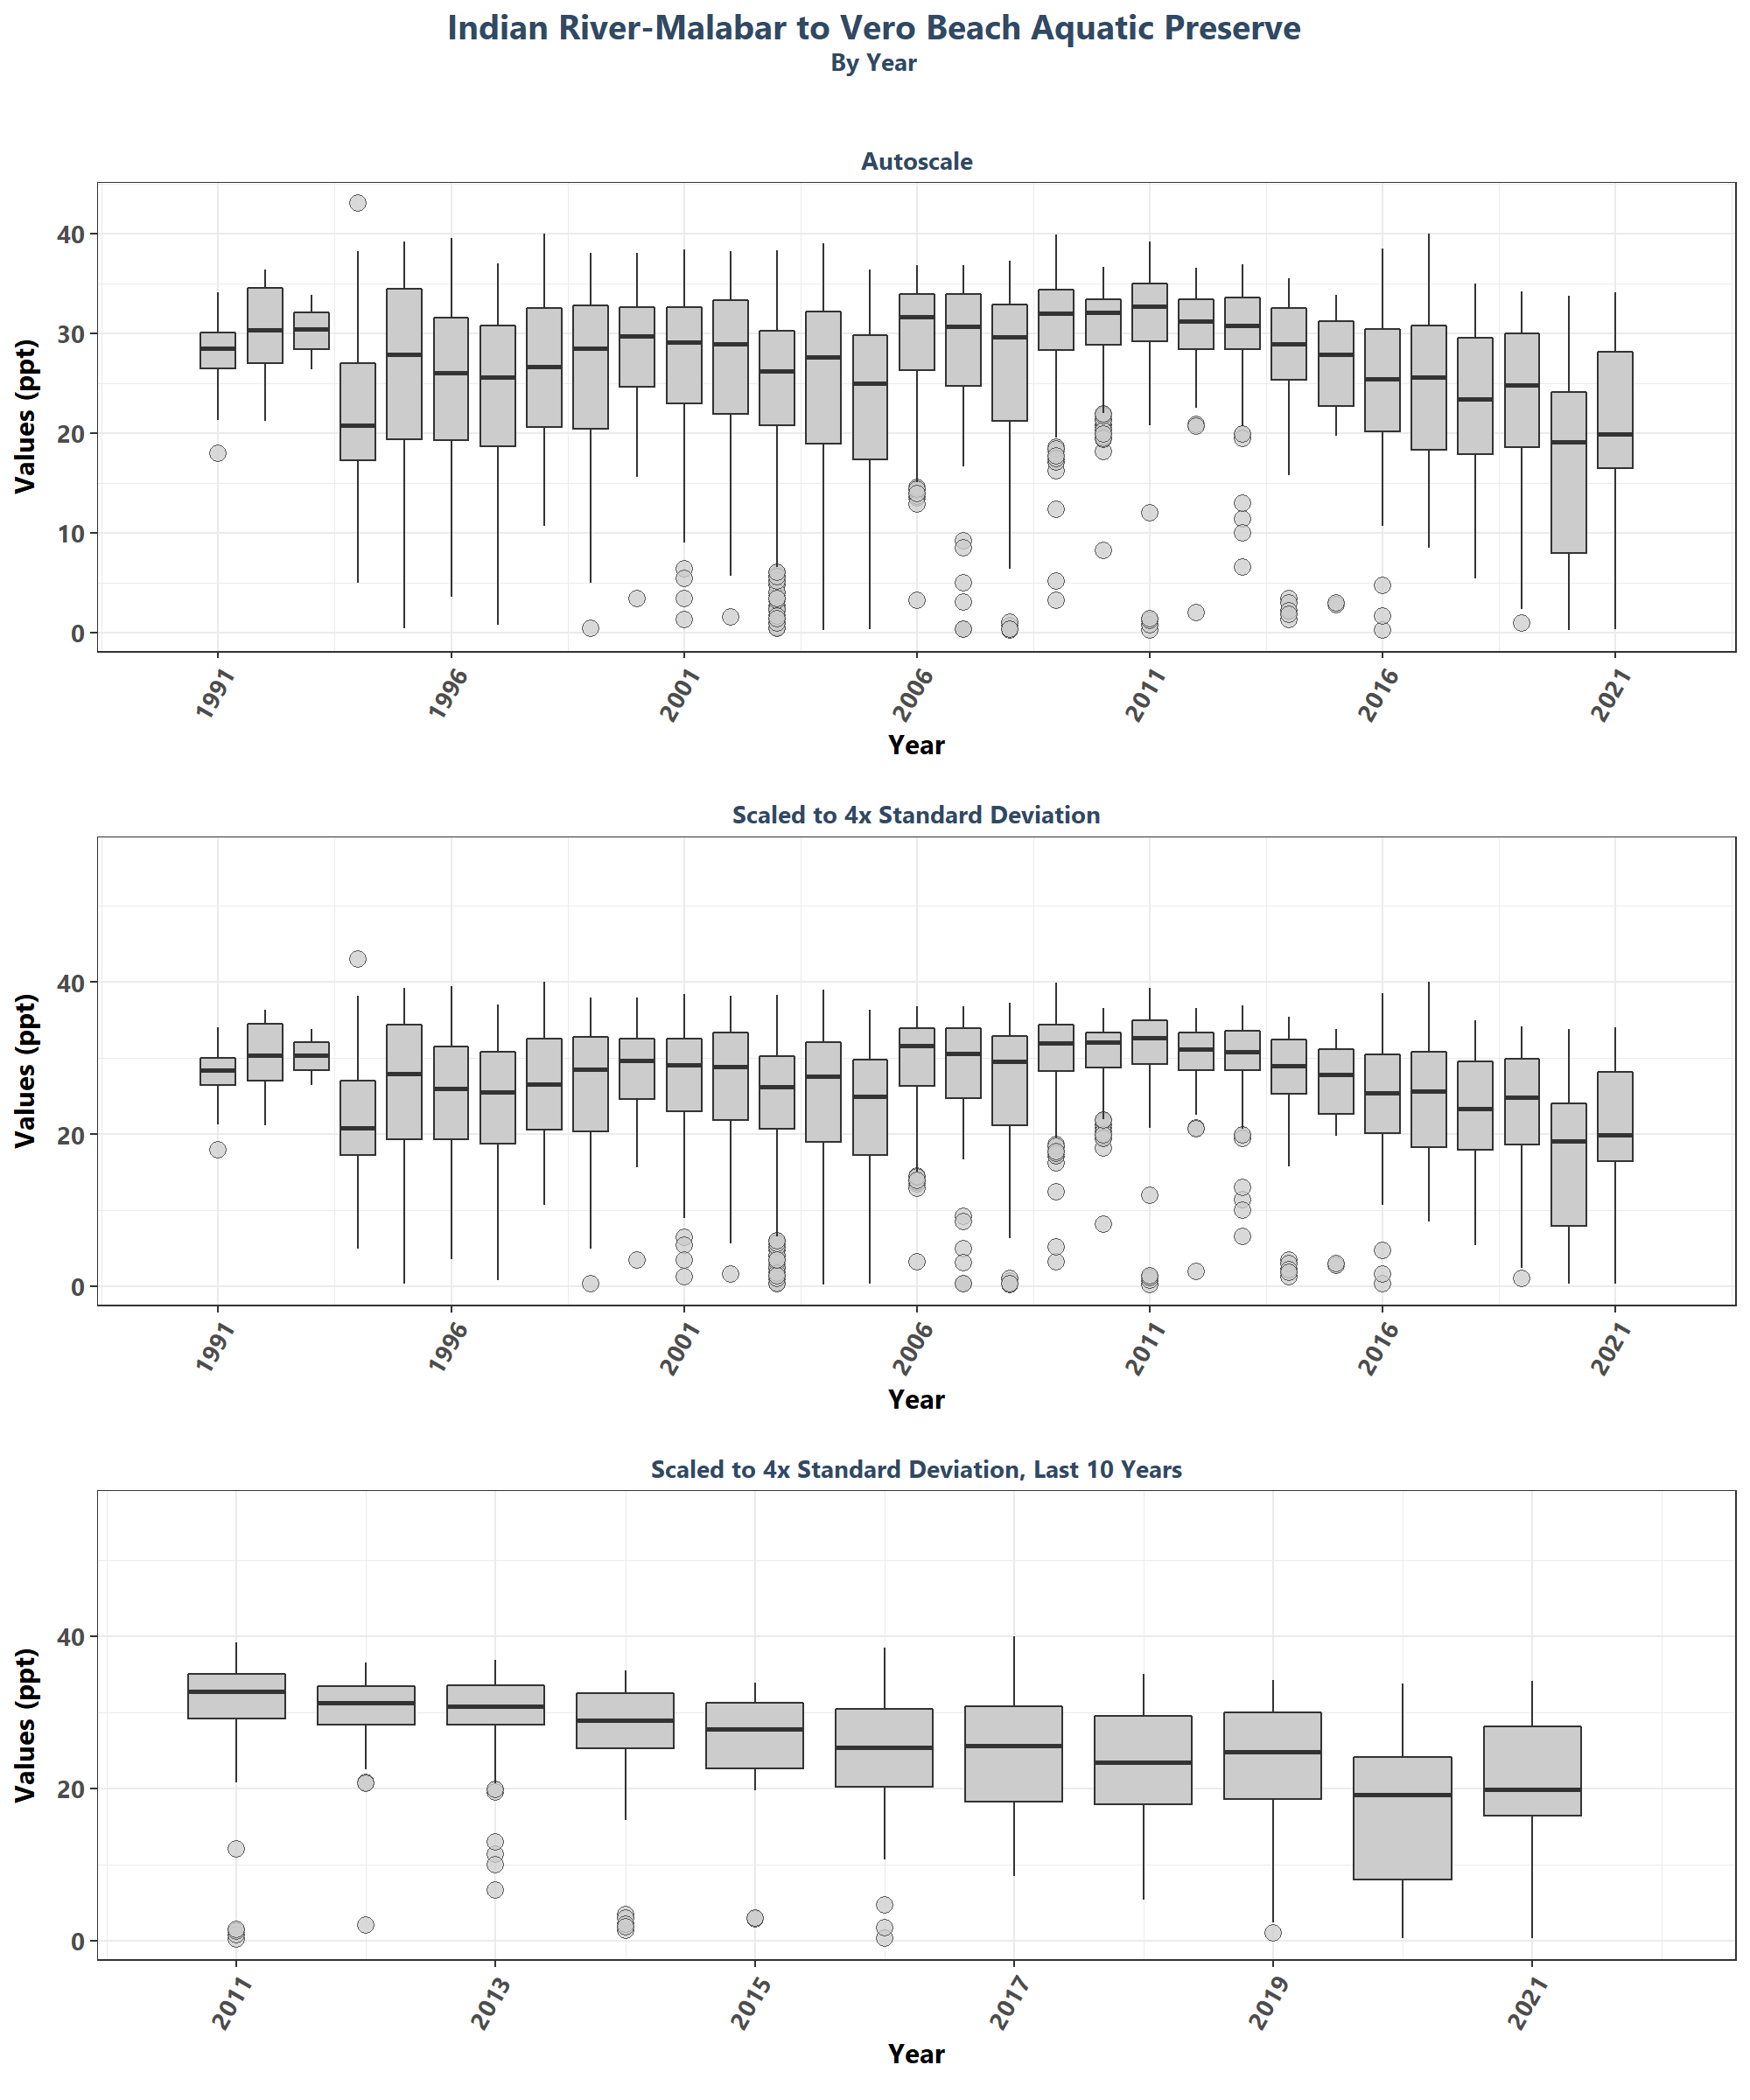 Indian River-Malabar to Vero Beach Aquatic Preserve
By Year
Autoscale
Values (ppt)
40
30
20
10
0
1991
1996
2001
2006
2011
2016
2021
Year
Scaled to 4x Standard Deviation
Values (ppt)
40
20
0
1991
1996
2001
2006
2011
2016
2021
Year
Scaled to 4x Standard Deviation, Last 10 Years
Values (ppt)
40
20
0
2011
2013
2015
2017
2019
2021
Year